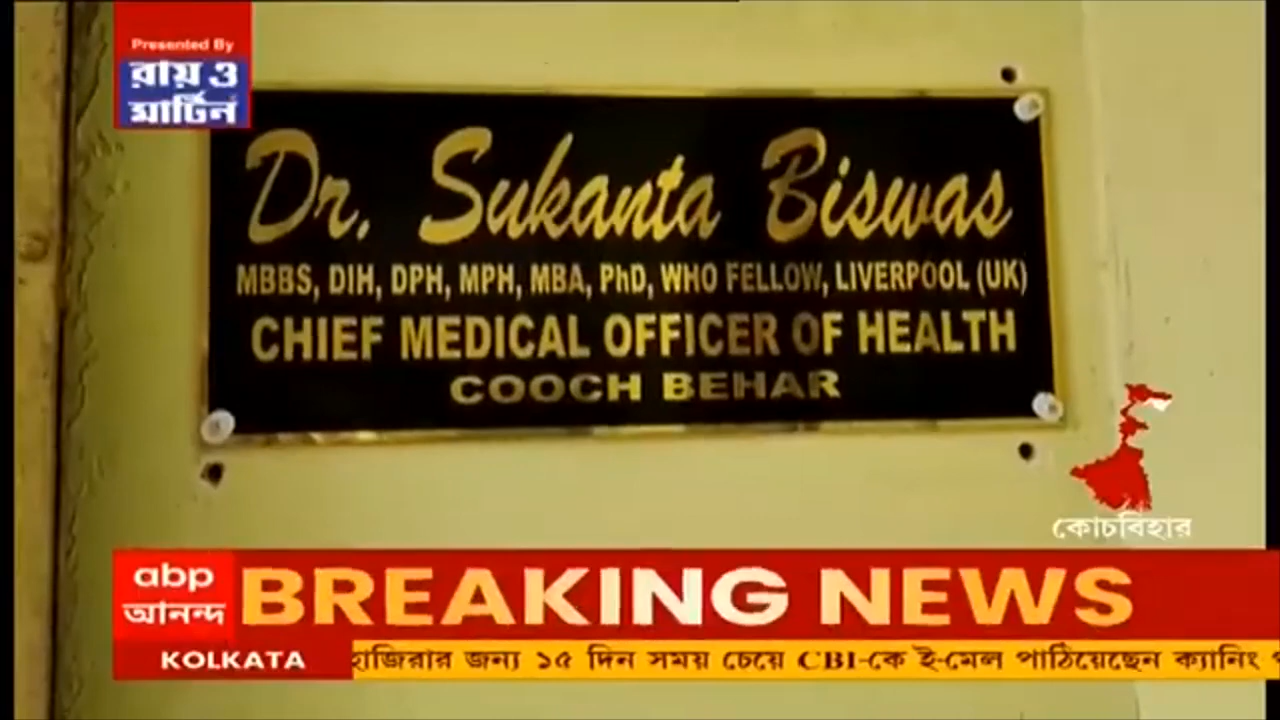 Presented By
রায় ও
মার্টিন
Dr. Sukanta Biswas
MBBS, DIH, DPH, MPH, MBA, PhD, WHO FELLOW, LIVERPOOL (UK)
CHIEF MEDICAL OFFICER OF HEALTH
COOCH BEHAR
কোচবিহার
abp
আনন্দ
BREAKING NEWS
KOLKATA
হাজিরার জন্য ১৫ দিন সময় চেয়ে CBI-কে ই-মেল পাঠিয়েছেন ক্যানিং